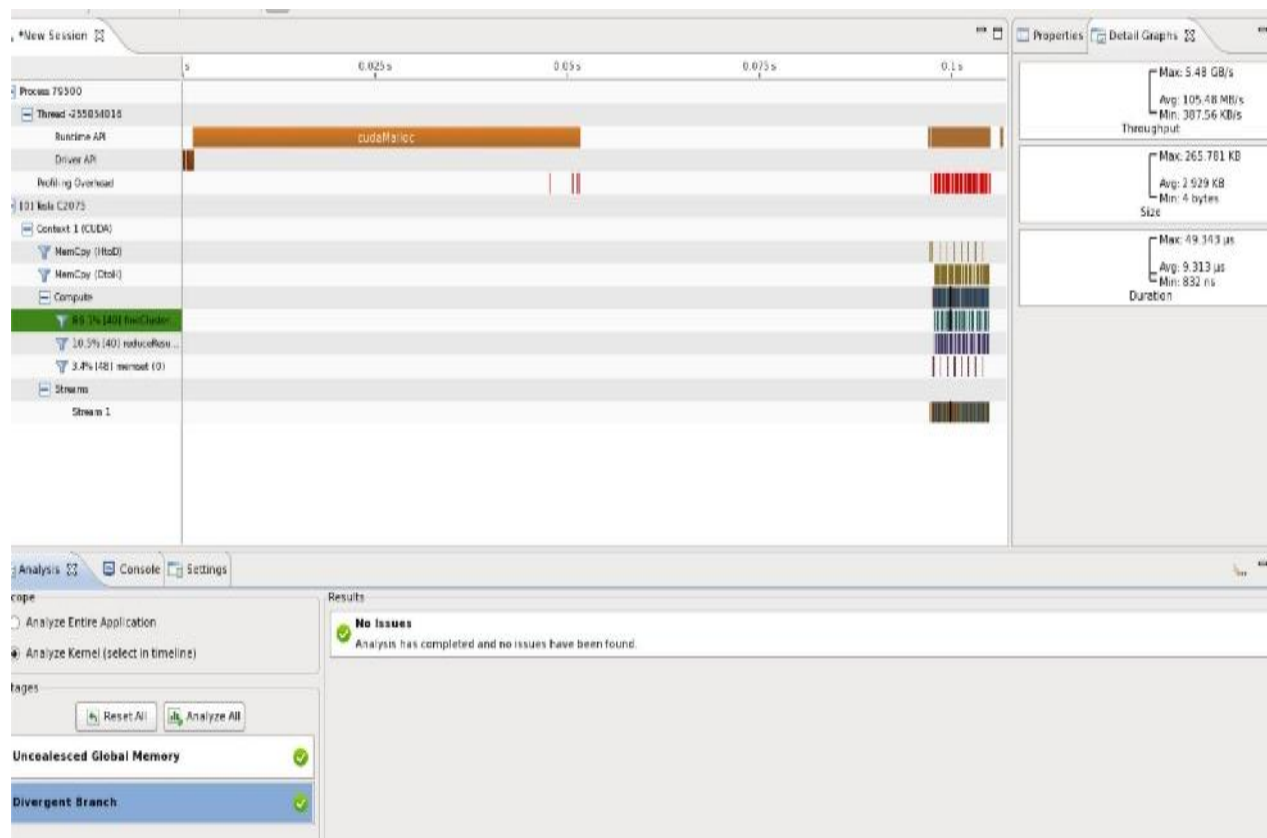 *New Session
Properties
Detail Graphs
s
0.025 s
0.05 s
0.075 s
0.1 s
Process 79500
Thread -255854016
Runtime API
cudaMalloc
Driver API
Profiling Overhead
Context 1 (CUDA)
MemCpy (HtoD)
MemCpy (DtoH)
Compute
[40]
10.5% [40] reduceResu...
3.4% [48] memset (0)
Streams
Stream 1
Max: 5.48 GB/s
Avg: 105.48 MB/s
Min: 387.56 KB/s
Throughput
Max: 265.781 KB
Avg: 2.929 KB
Min: 4 bytes
Size
Max: 49.343 µs
Avg: 9.313 µs
Min: 832 ns
Duration
Analysis
Console
Settings
cope
Analyze Entire Application
Analyze Kernel (select in timeline)
tages
Reset All
Analyze All
Uncoalesced Global Memory
Divergent Branch
Results
No Issues
Analysis has completed and no issues have been found.